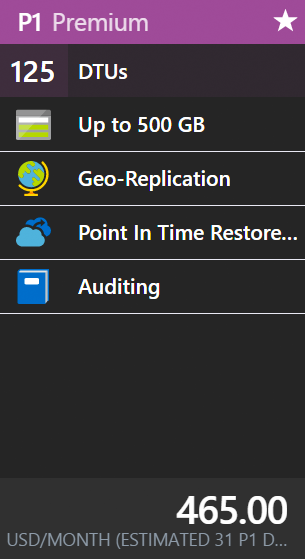 P1 Premium
125 DTUs
Up to 500 GB
Geo-Replication
Point In Time Restore...
Auditing
465.00
USD/MONTH (ESTIMATED 31 P1 D...